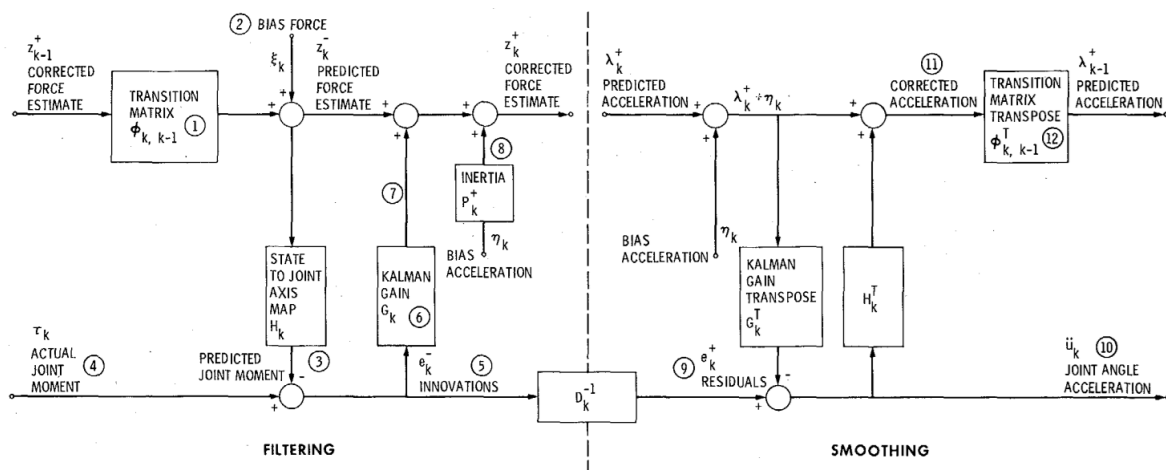 z⁺ₖ₋₁
CORRECTED
FORCE
ESTIMATE
TRANSITION
MATRIX
ϕₖ, ₖ₋₁ ①
② BIAS FORCE
ξₖ
+
+
z⁻ₖ
PREDICTED
FORCE
ESTIMATE
+
+
z⁺ₖ
CORRECTED
FORCE
ESTIMATE
+
+
⑧
INERTIA
P⁺ₖ
ηₖ
BIAS
ACCELERATION
⑦
STATE
TO JOINT
AXIS
MAP
Hₖ
KALMAN
GAIN
Gₖ ⑥
τₖ
ACTUAL
JOINT
MOMENT
④
PREDICTED
JOINT MOMENT
③
-
+
e⁻ₖ
INNOVATIONS
⑤
Dₖ⁻¹
FILTERING
λ⁺ₖ
PREDICTED
ACCELERATION
+
+
λ⁺ₖ + ηₖ
+
+
⑪
CORRECTED
ACCELERATION
TRANSITION
MATRIX
TRANSPOSE
ϕᵀₖ, ₖ₋₁ ⑫
λ⁺ₖ₋₁
PREDICTED
ACCELERATION
ηₖ
BIAS
ACCELERATION
KALMAN
GAIN
TRANSPOSE
Gᵀₖ
Hᵀₖ
⑨
e⁺ₖ
RESIDUALS
-
+
üₖ ⑩
JOINT ANGLE
ACCELERATION
SMOOTHING